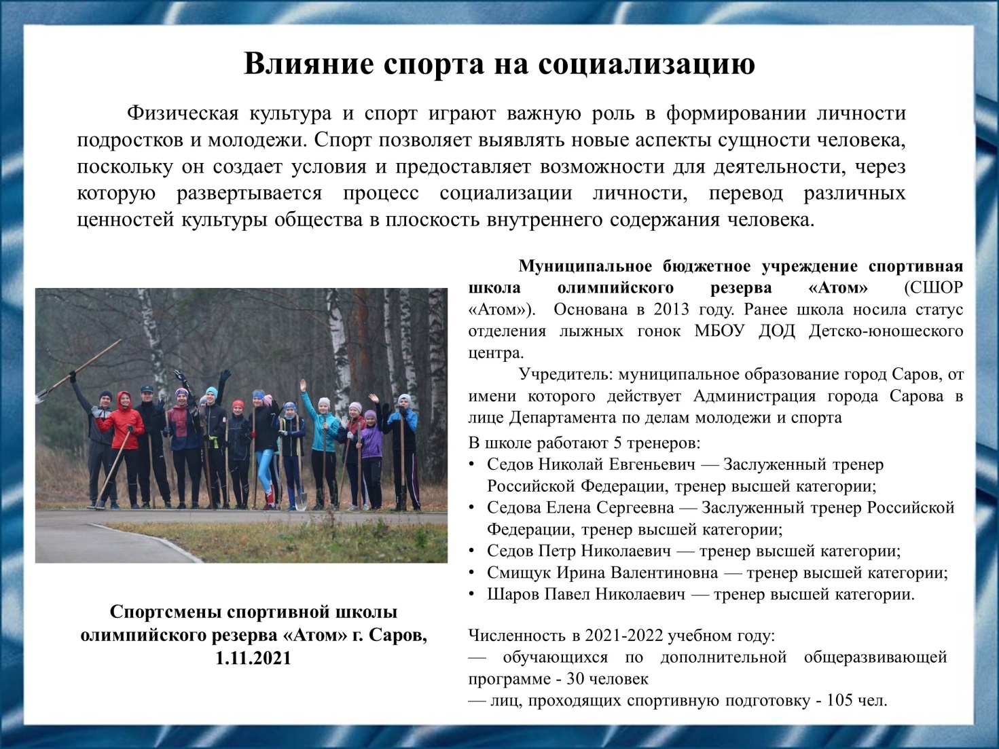 Влияние спорта на социализацию
Физическая культура и спорт играют важную роль в формировании личности
подростков и молодежи. Спорт позволяет выявлять новые аспекты сущности человека,
поскольку он создает условия и предоставляет возможности для деятельности, через
которую развертывается процесс социализации личности, перевод различных
ценностей культуры общества в плоскость внутреннего содержания человека.
Спортсмены спортивной школы
олимпийского резерва «Атом» г. Саров,
1.11.2021
Муниципальное бюджетное учреждение спортивная
школа олимпийского резерва «Атом» (СШОР
«Атом»). Основана в 2013 году. Ранее школа носила статус
отделения лыжных гонок МБОУ ДОД Детско-юношеского
центра.
Учредитель: муниципальное образование город Саров, от
имени которого действует Администрация города Сарова в
лице Департамента по делам молодежи и спорта
В школе работают 5 тренеров:
• Седов Николай Евгеньевич — Заслуженный тренер
Российской Федерации, тренер высшей категории;
• Седова Елена Сергеевна — Заслуженный тренер Российской
Федерации, тренер высшей категории;
• Седов Петр Николаевич — тренер высшей категории;
• Смищук Ирина Валентиновна — тренер высшей категории;
• Шаров Павел Николаевич — тренер высшей категории.
Численность в 2021-2022 учебном году:
— обучающихся по дополнительной общеразвивающей
программе - 30 человек
— лиц, проходящих спортивную подготовку - 105 чел.